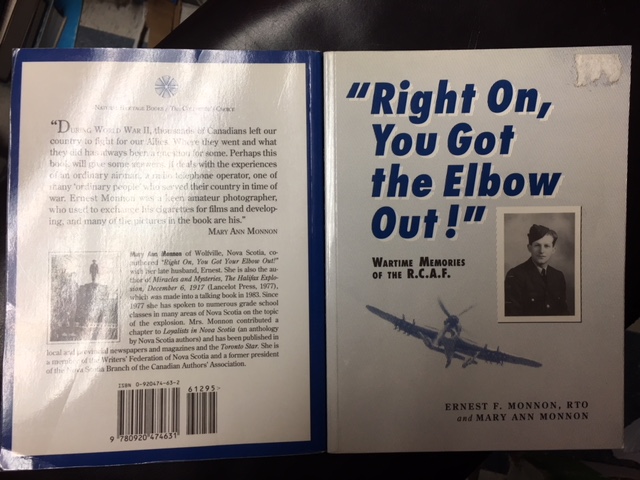 NATURAL HERITAGE BOOKS
"DURING WORLD WAR II, thousands of Canadians left our
country to fight for our Allies. Where they went and what
they did has always been a question for some. Perhaps this
book will give some answers. It deals with the experiences
of an ordinary airman, a radio telephone operator, one of
many 'ordinary people' who served their country in time of
war. Ernest Monnon was a keen amateur photographer,
who used to exchange his cigarettes for films and develop-
ing, and many of the pictures in the book are his."
MARY ANN MONNON
Mary Ann Monnon of Wolfville, Nova Scotia, co-
authored "Right On, You Got Your Elbow Out!"
with her late husband, Ernest. She is also the au-
thor of Miracles and Mysteries, The Halifax Explo-
sion, December 6, 1917 (Lancelot Press, 1977),
which was made into a talking book in 1983. Since
1977 she has spoken to numerous grade school
classes in many areas of Nova Scotia on the topic
of the explosion. Mrs. Monnon contributed a
chapter to Loyalists in Nova Scotia (an anthology
by Nova Scotia authors) and has been published in
local and provincial newspapers and magazines and the Toronto Star. She is
a member of the Writers' Federation of Nova Scotia and a former president
of the Nova Scotia Branch of the Canadian Authors' Association.
ISBN 0-920474-63-2
61295
9 780920 474631
"Right On,
You Got
the Elbow
Out!"
WARTIME MEMORIES
OF THE R.C.A.F.
ERNEST F. MONNON, RTO
and MARY ANN MONNON